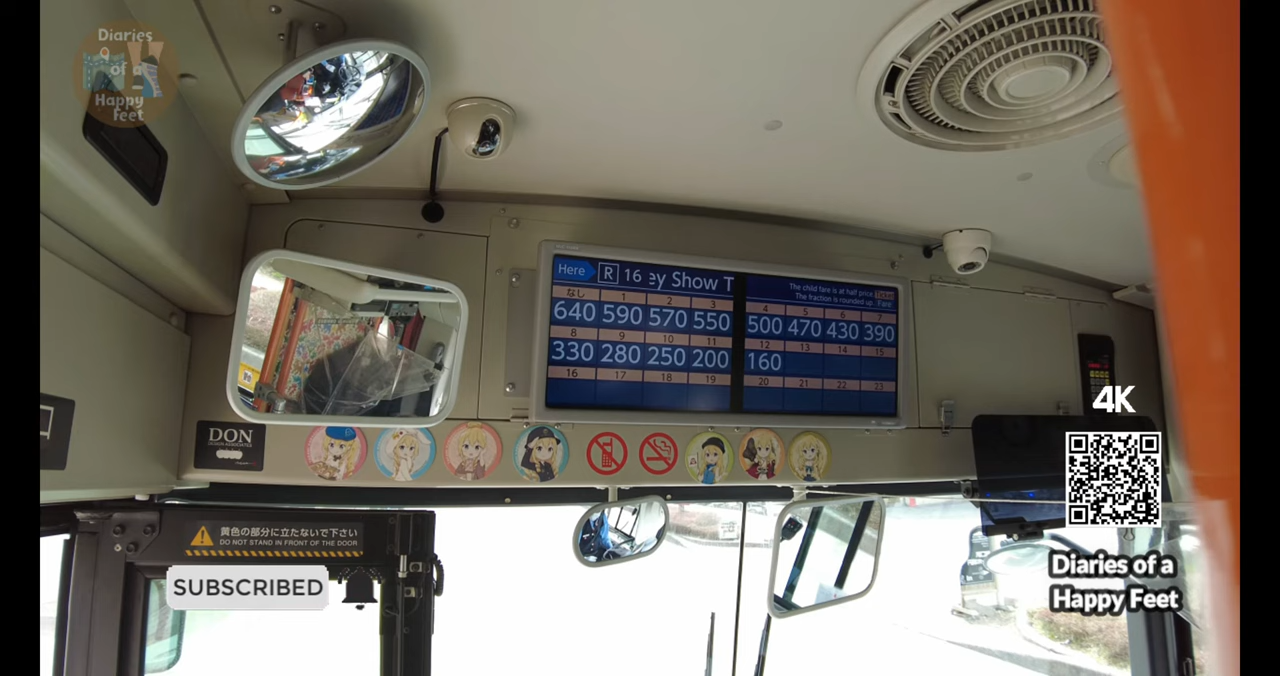 Diaries
of a
Happy
feet
Here R 16 ey Show T
The child fare is at half price. Ticket
The fraction is rounded up. Fare
なし 1 2 3 4 5 6 7
640 590 570 550 500 470 430 390
8 9 10 11 12 13 14 15
330 280 250 200 160
16 17 18 19 20 21 22 23
DON
DESIGN ASSOCIATES
黄色の部分に立たないで下さい
DO NOT STAND IN FRONT OF THE DOOR
SUBSCRIBED
4K
Diaries of a
Happy Feet